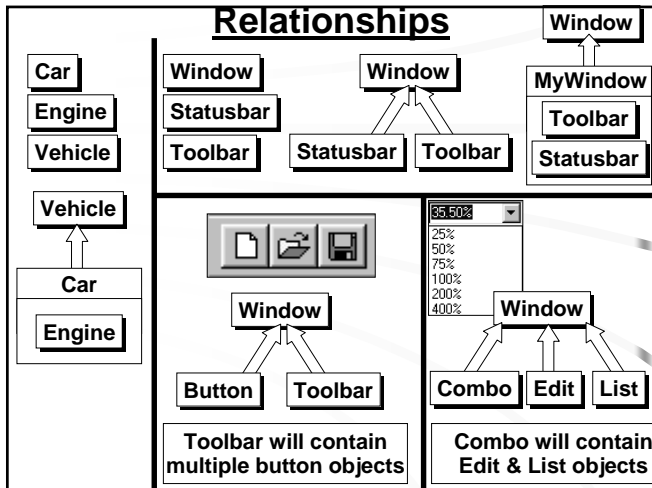 Relationships
Car
Engine
Vehicle
Vehicle
Car
Engine
Window
Statusbar
Toolbar
Window
Statusbar Toolbar
Window
MyWindow
Toolbar
Statusbar
Window
Button Toolbar
Toolbar will contain
multiple button objects
35.50%
25%
50%
75%
100%
200%
400%
Window
Combo Edit List
Combo will contain
Edit & List objects